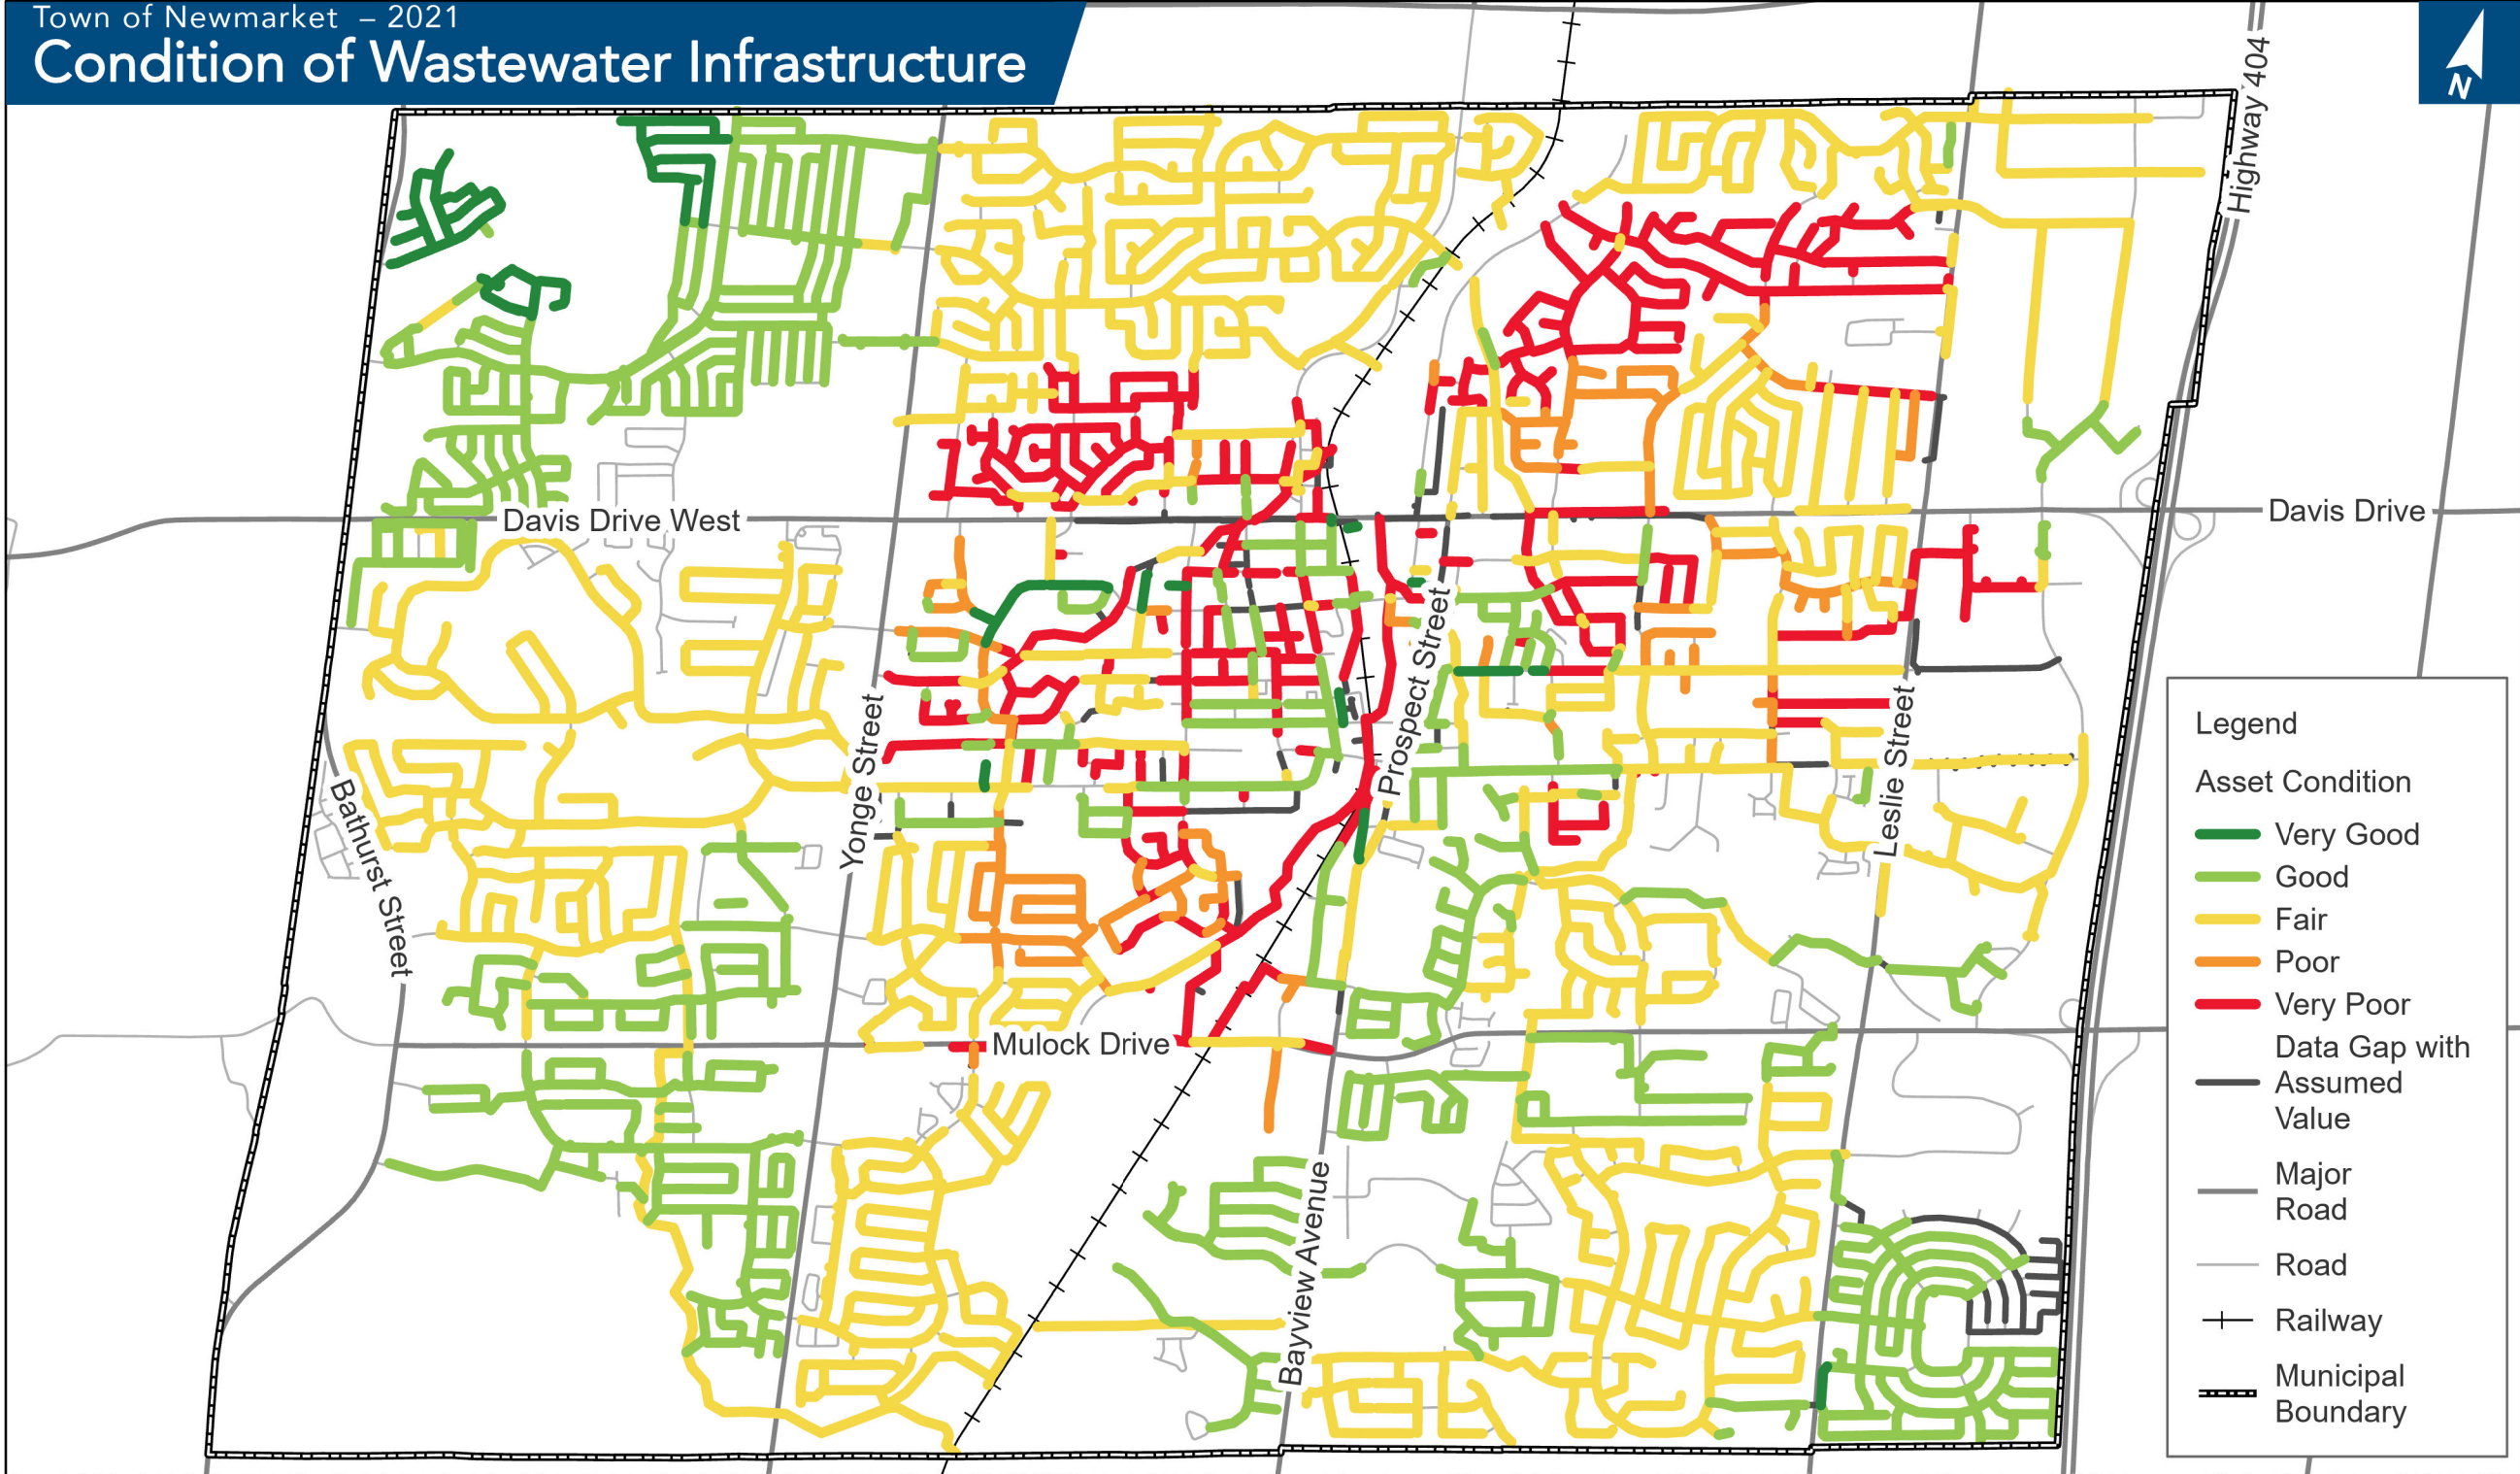 Town of Newmarket – 2021
Condition of Wastewater Infrastructure
N
Highway 404
Davis Drive West
Davis Drive
Prospect Street
Yonge Street
Leslie Street
Bathurst Street
Mulock Drive
Bayview Avenue
Legend
Asset Condition
Very Good
Good
Fair
Poor
Very Poor
Data Gap with
Assumed
Value
Major
Road
Road
Railway
Municipal
Boundary